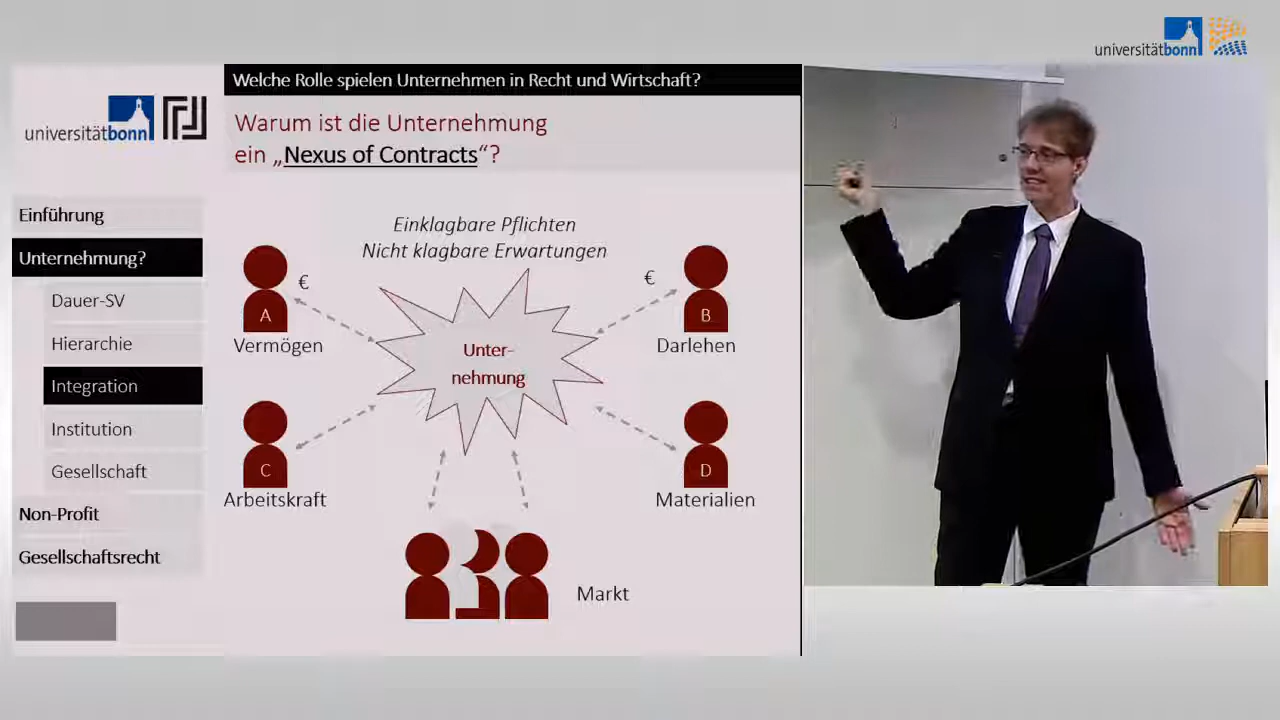 universitätbonn
Welche Rolle spielen Unternehmen in Recht und Wirtschaft?
universitätbonn
Warum ist die Unternehmung
ein „Nexus of Contracts“?
Einführung
Unternehmung?
Dauer-SV
Hierarchie
Integration
Institution
Gesellschaft
Non-Profit
Gesellschaftsrecht
Einklagbare Pflichten
Nicht klagbare Erwartungen
€
€
A
B
Vermögen
Darlehen
Unter-
nehmung
C
D
Arbeitskraft
Materialien
Markt